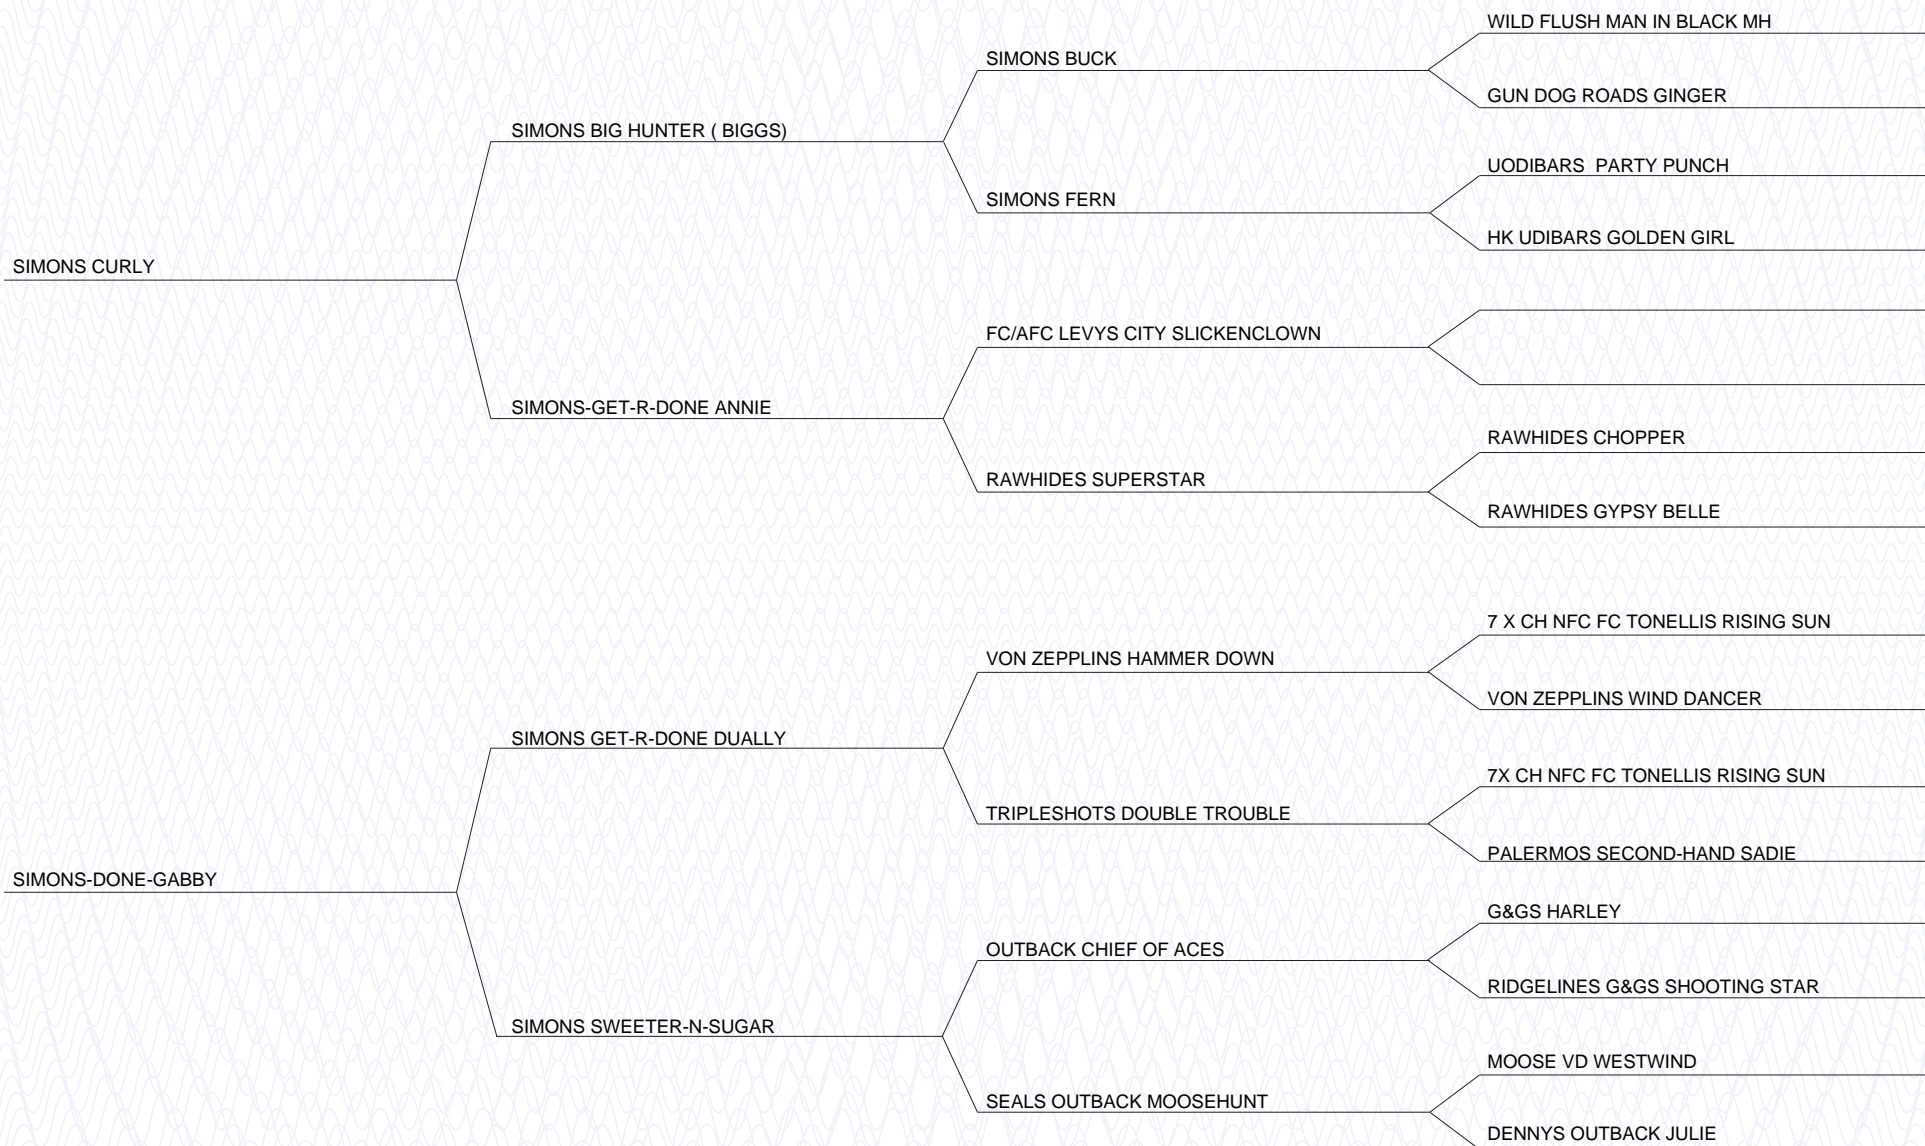 WILD FLUSH MAN IN BLACK MH
SIMONS BUCK
GUN DOG ROADS GINGER
SIMONS BIG HUNTER ( BIGGS)
UODIBARS  PARTY PUNCH
SIMONS FERN
HK UDIBARS GOLDEN GIRL
SIMONS CURLY
FC/AFC LEVYS CITY SLICKENCLOWN
SIMONS-GET-R-DONE ANNIE
RAWHIDES CHOPPER
RAWHIDES SUPERSTAR
RAWHIDES GYPSY BELLE
7 X CH NFC FC TONELLIS RISING SUN
VON ZEPPLINS HAMMER DOWN
VON ZEPPLINS WIND DANCER
SIMONS GET-R-DONE DUALLY
7X CH NFC FC TONELLIS RISING SUN
TRIPLESHOTS DOUBLE TROUBLE
PALERMOS SECOND-HAND SADIE
SIMONS-DONE-GABBY
G&GS HARLEY
OUTBACK CHIEF OF ACES
RIDGELINES G&GS SHOOTING STAR
SIMONS SWEETER-N-SUGAR
MOOSE VD WESTWIND
SEALS OUTBACK MOOSEHUNT
DENNYS OUTBACK JULIE